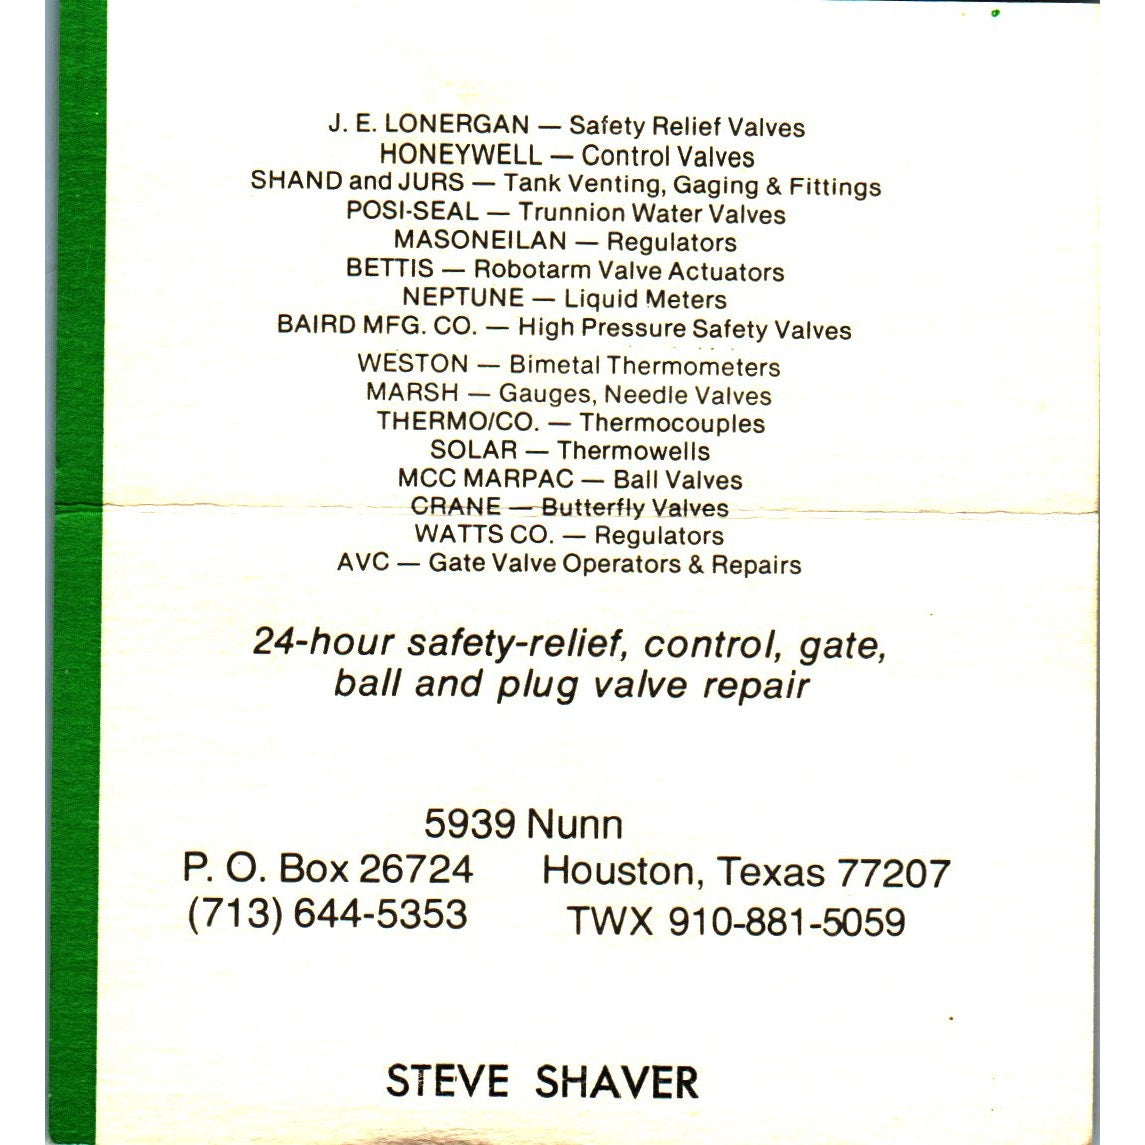 J. E. LONERGAN — Safety Relief Valves
HONEYWELL — Control Valves
SHAND and JURS — Tank Venting, Gaging & Fittings
POSI-SEAL — Trunnion Water Valves
MASONEILAN — Regulators
BETTIS — Robotarm Valve Actuators
NEPTUNE — Liquid Meters
BAIRD MFG. CO. — High Pressure Safety Valves
WESTON — Bimetal Thermometers
MARSH — Gauges, Needle Valves
THERMO/CO. — Thermocouples
SOLAR — Thermowells
MCC MARPAC — Ball Valves
CRANE — Butterfly Valves
WATTS CO. — Regulators
AVC — Gate Valve Operators & Repairs
24-hour safety-relief, control, gate,
ball and plug valve repair
5939 Nunn
P. O. Box 26724 Houston, Texas 77207
(713) 644-5353 TWX 910-881-5059
STEVE SHAVER